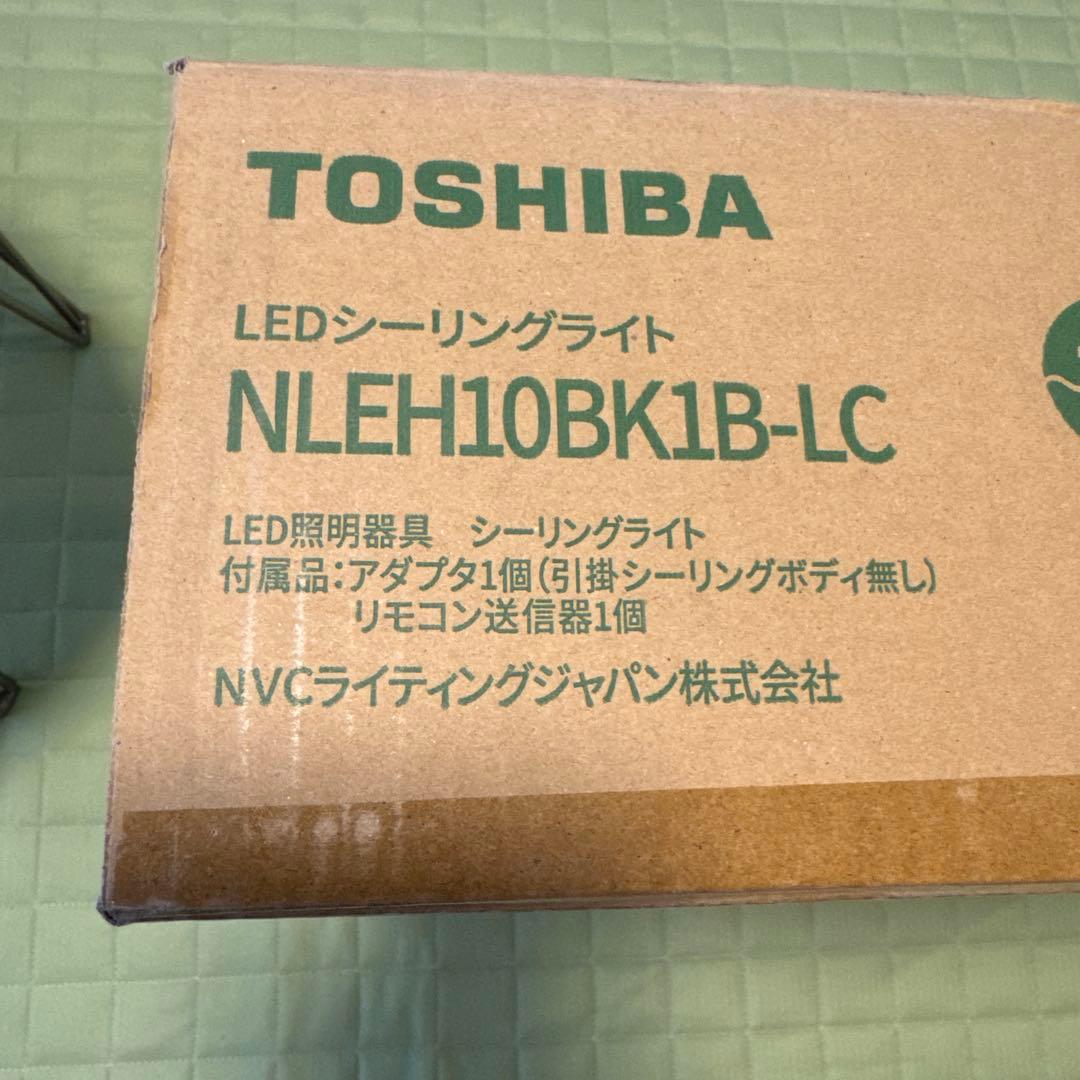 TOSHIBA
LEDシーリングライト
NLEH10BK1B-LC
LED照明器具　シーリングライト
付属品：アダプタ1個（引掛シーリングボディ無し）
リモコン送信器1個
NVCライティングジャパン株式会社